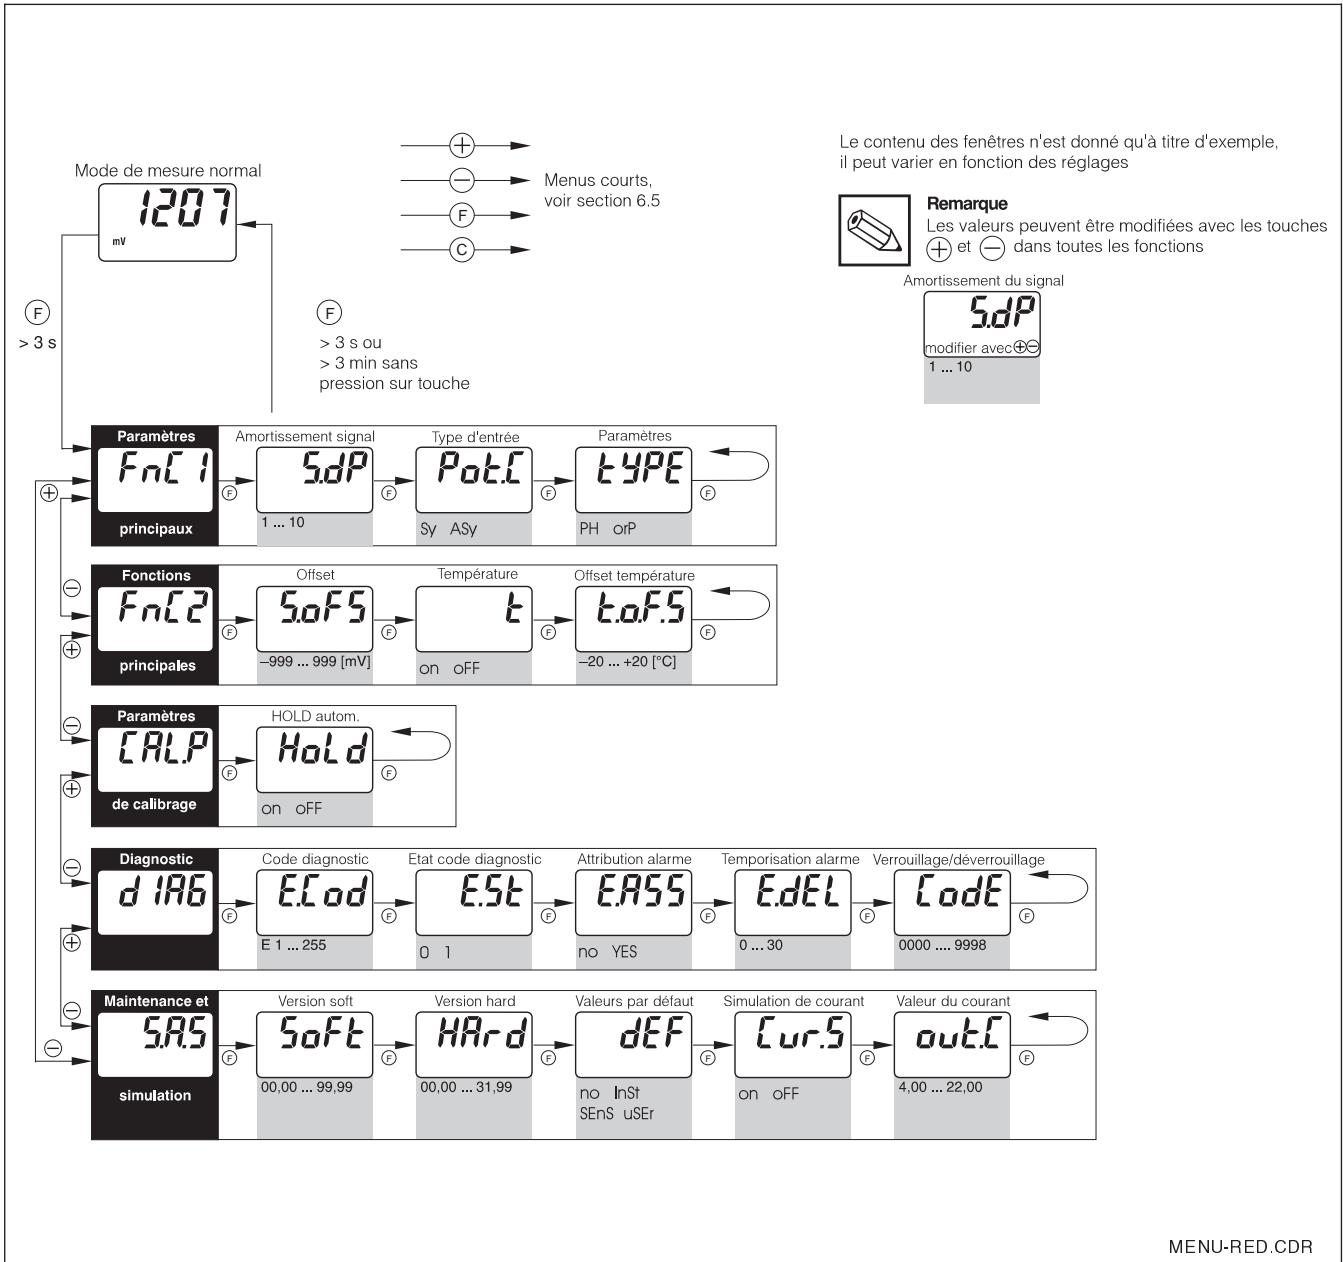 Mode de mesure normal
1207
mV
+
−
F
C
Menus courts,
voir section 6.5
Le contenu des fenêtres n'est donné qu'à titre d'exemple,
il peut varier en fonction des réglages
Remarque
Les valeurs peuvent être modifiées avec les touches
+ et − dans toutes les fonctions
Amortissement du signal
S.dP
modifier avec + −
1 ... 10
F
> 3 s
F
> 3 s ou
> 3 min sans
pression sur touche
Paramètres
FnC1
principaux
Amortissement signal
S.dP
1 ... 10
Type d'entrée
Pot.C
Sy ASy
Paramètres
tYPE
PH orP
F F F F
+
−
Fonctions
FnC2
principales
Offset
S.oFS
–999 ... 999 [mV]
Température
t
on oFF
Offset température
t.o.F.S
–20 ... +20 [°C]
F F F F
+
−
Paramètres
CAL.P
de calibrage
HOLD autom.
HoLd
on oFF
F F
+
−
Diagnostic
dIAG
Code diagnostic
E.Cod
E 1 ... 255
Etat code diagnostic
E.St
0 1
Attribution alarme
E.ASS
no YES
Temporisation alarme
E.dEL
0 ... 30
Verrouillage/déverrouillage
CodE
0000 .... 9998
F F F F F F
+
−
−
Maintenance et
S.A.S
simulation
Version soft
SoFt
00,00 ... 99,99
Version hard
HArd
00,00 ... 31,99
Valeurs par défaut
dEF
no InSt
SEnS uSEr
Simulation de courant
Cur.S
on oFF
Valeur du courant
out.C
4,00 ... 22,00
F F F F F F
MENU-RED.CDR